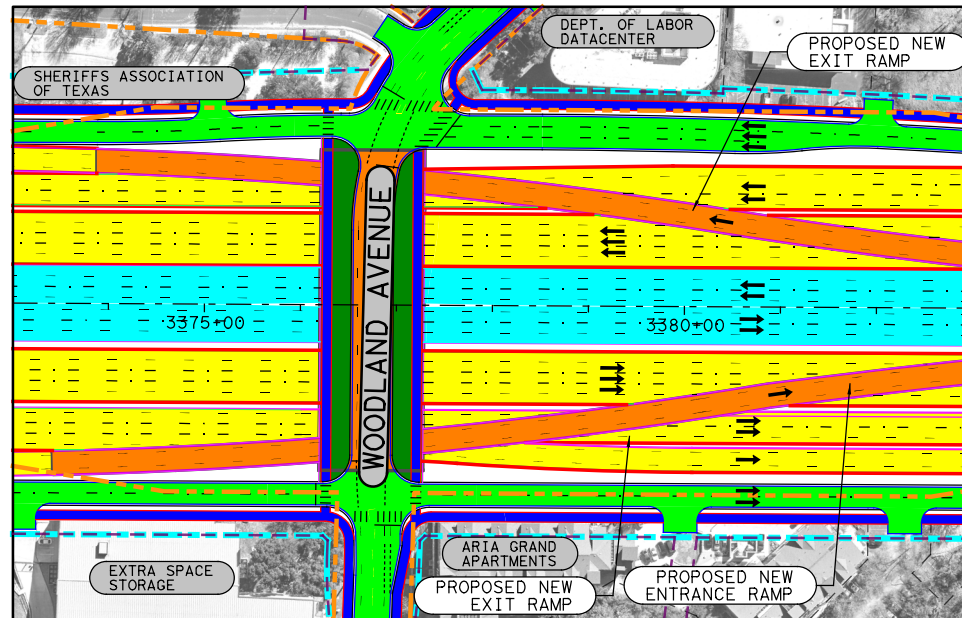 DEPT. OF LABOR
DATACENTER
PROPOSED NEW
EXIT RAMP
SHERIFFS ASSOCIATION
OF TEXAS
WOODLAND AVENUE
3375+00
3380+00
EXTRA SPACE
STORAGE
ARIA GRAND
APARTMENTS
PROPOSED NEW
EXIT RAMP
PROPOSED NEW
ENTRANCE RAMP